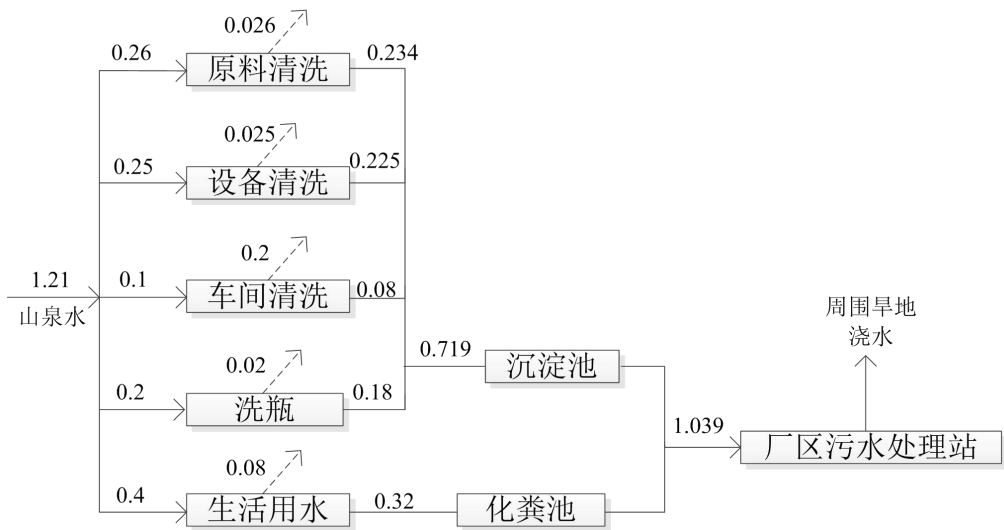 0.026
0.26
原料清洗
0.234
0.025
0.25
设备清洗
0.225
0.2
0.1
车间清洗
0.08
1.21
山泉水
0.02
0.2
洗瓶
0.18
0.719
沉淀池
0.08
0.4
生活用水
0.32
化粪池
1.039
厂区污水处理站
周围旱地
浇水